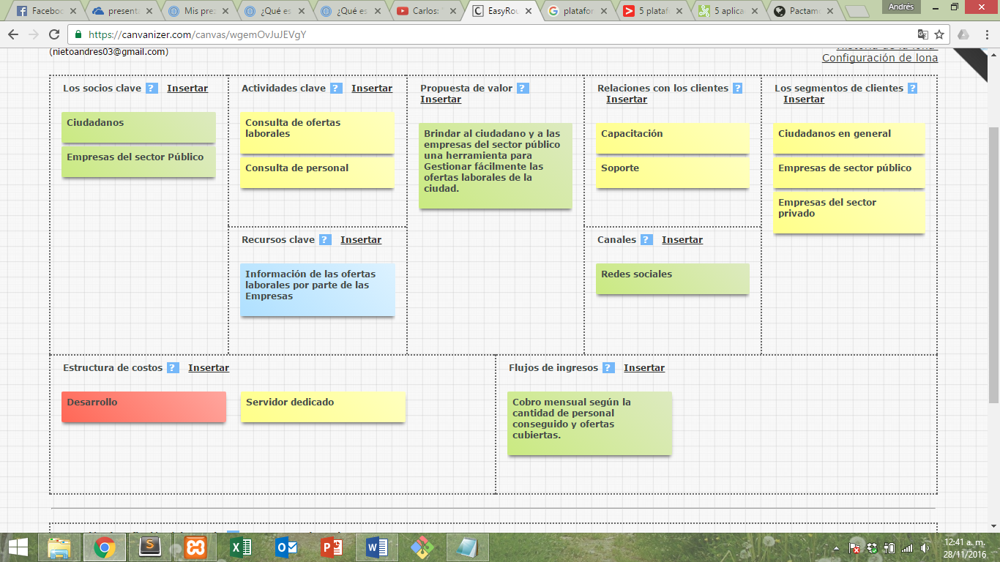 Facebo
present
Mis pre
¿Qué es
¿Qué es
Carlos:
EasyRou
platafor
5 plataf
5 aplica
Pactam
Andrés
https://canvanizer.com/canvas/wgemOvJuJEVgY
(nietoandres03@gmail.com)
Configuración de lona
Los socios clave ? Insertar
Ciudadanos
Empresas del sector Público
Actividades clave ? Insertar
Consulta de ofertas
laborales
Consulta de personal
Recursos clave ? Insertar
Información de las ofertas
laborales por parte de las
Empresas
Propuesta de valor ?
Insertar
Brindar al ciudadano y a las
empresas del sector público
una herramienta para
Gestionar fácilmente las
ofertas laborales de la
ciudad.
Relaciones con los clientes ?
Insertar
Capacitación
Soporte
Canales ? Insertar
Redes sociales
Los segmentos de clientes ?
Insertar
Ciudadanos en general
Empresas de sector público
Empresas del sector
privado
Estructura de costos ? Insertar
Desarrollo
Servidor dedicado
Flujos de ingresos ? Insertar
Cobro mensual según la
cantidad de personal
conseguido y ofertas
cubiertas.
12:41 a. m.
28/11/2016